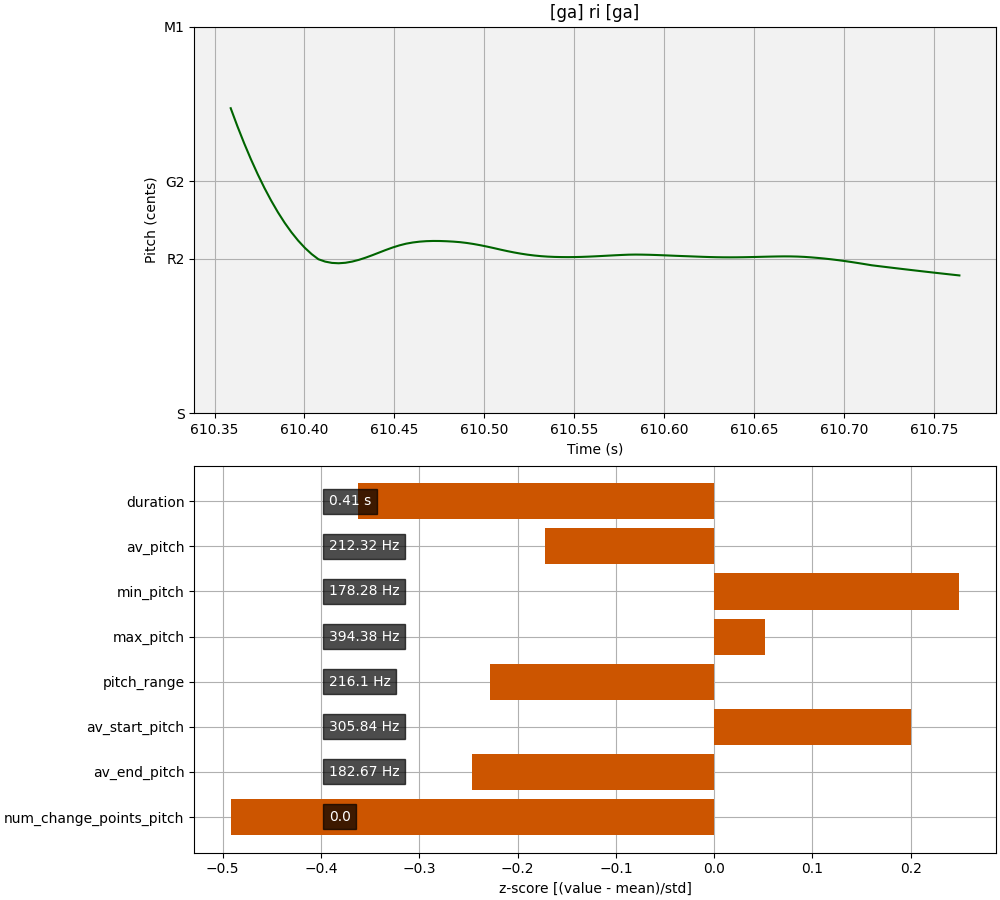 [ga] ri [ga]
M1
G2
R2
S
Pitch (cents)
610.35 610.40 610.45 610.50 610.55 610.60 610.65 610.70 610.75
Time (s)
duration 0.41 s
av_pitch 212.32 Hz
min_pitch 178.28 Hz
max_pitch 394.38 Hz
pitch_range 216.1 Hz
av_start_pitch 305.84 Hz
av_end_pitch 182.67 Hz
num_change_points_pitch 0.0
−0.5 −0.4 −0.3 −0.2 −0.1 0.0 0.1 0.2
z-score [(value - mean)/std]